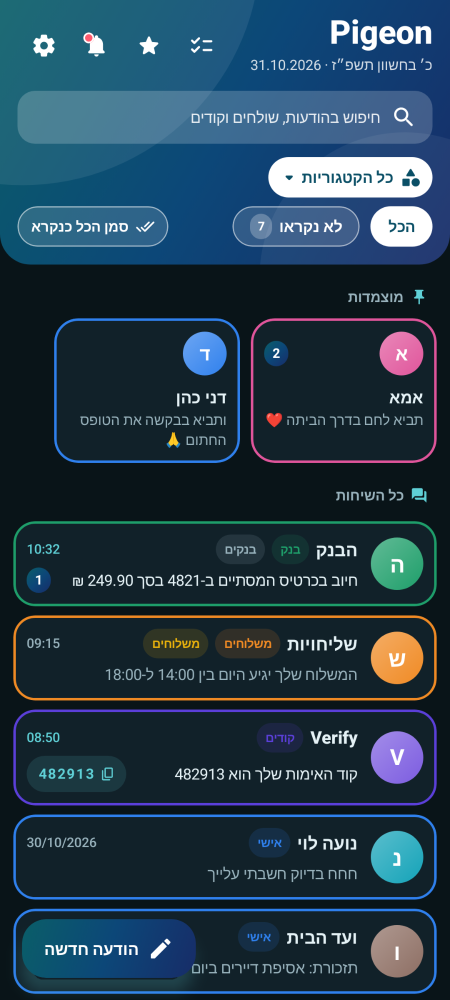 Pigeon
כ׳ בחשוון תשפ״ז · 31.10.2026
חיפוש בהודעות, שולחים וקודים
כל הקטגוריות
הכל
לא נקראו 7
סמן הכל כנקרא
מוצמדות
א
2
אמא
תביא לחם בדרך הביתה ❤️
ד
דני כהן
ותביא בבקשה את הטופס
החתום 🙏
כל השיחות
ה
הבנק בנק בנקים 10:32
חיוב בכרטיס המסתיים ב-4821 בסך 249.90 ₪ 1
ש
שליחויות משלוחים משלוחים 09:15
המשלוח שלך יגיע היום בין 14:00 ל-18:00
V
Verify קודים 08:50
קוד האימות שלך הוא 482913 482913
נ
נועה לוי אישי 30/10/2026
חחח בדיוק חשבתי עלייך
ו
ועד הבית אישי
תזכורת: אסיפת דיירים ביום
הודעה חדשה